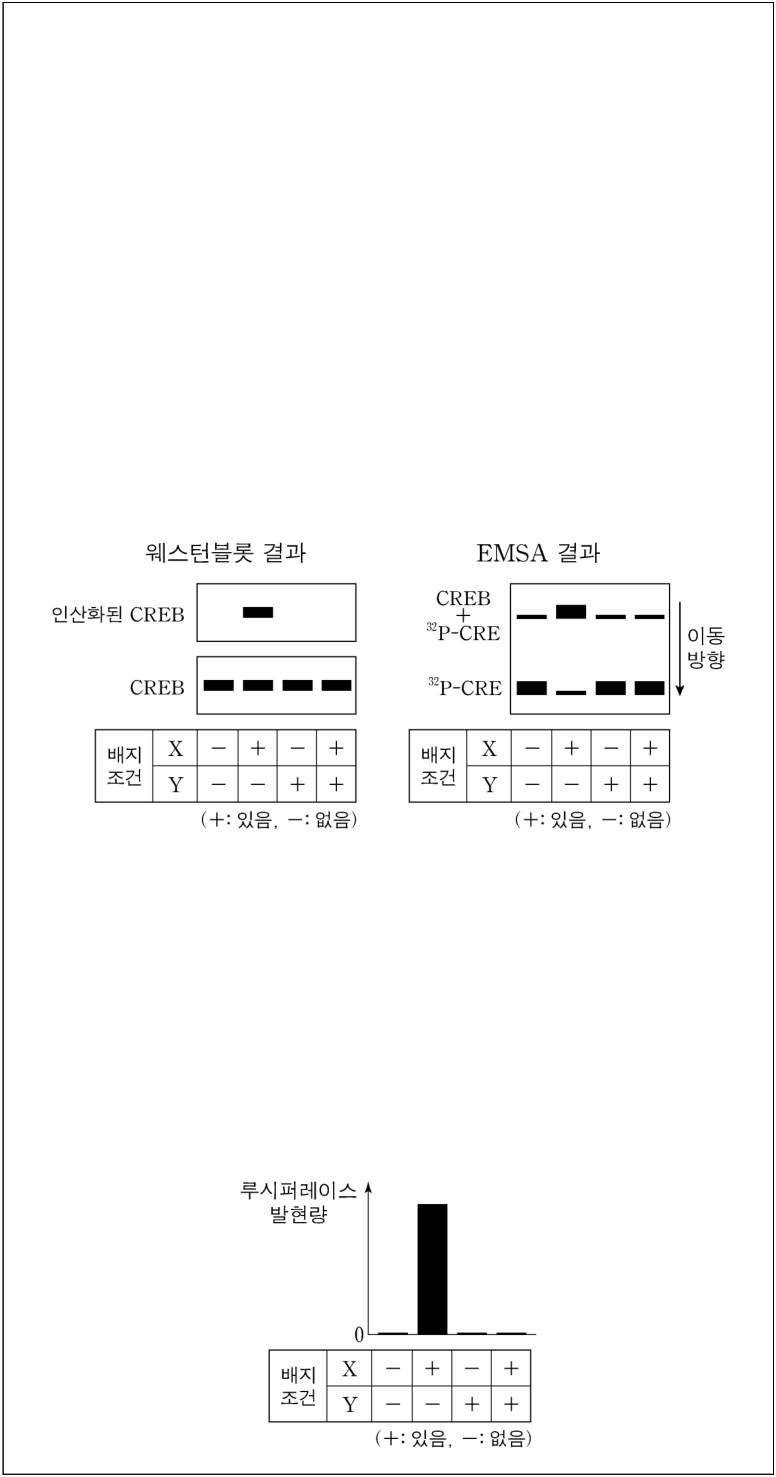 웨스턴블롯 결과
인산화된 CREB
CREB
배지 조건
X − + − +
Y − − + +
(+: 있음, −: 없음)
EMSA 결과
CREB
+
³²P-CRE
³²P-CRE
이동
방향
배지 조건
X − + − +
Y − − + +
(+: 있음, −: 없음)
루시퍼레이스
발현량
0
배지 조건
X − + − +
Y − − + +
(+: 있음, −: 없음)